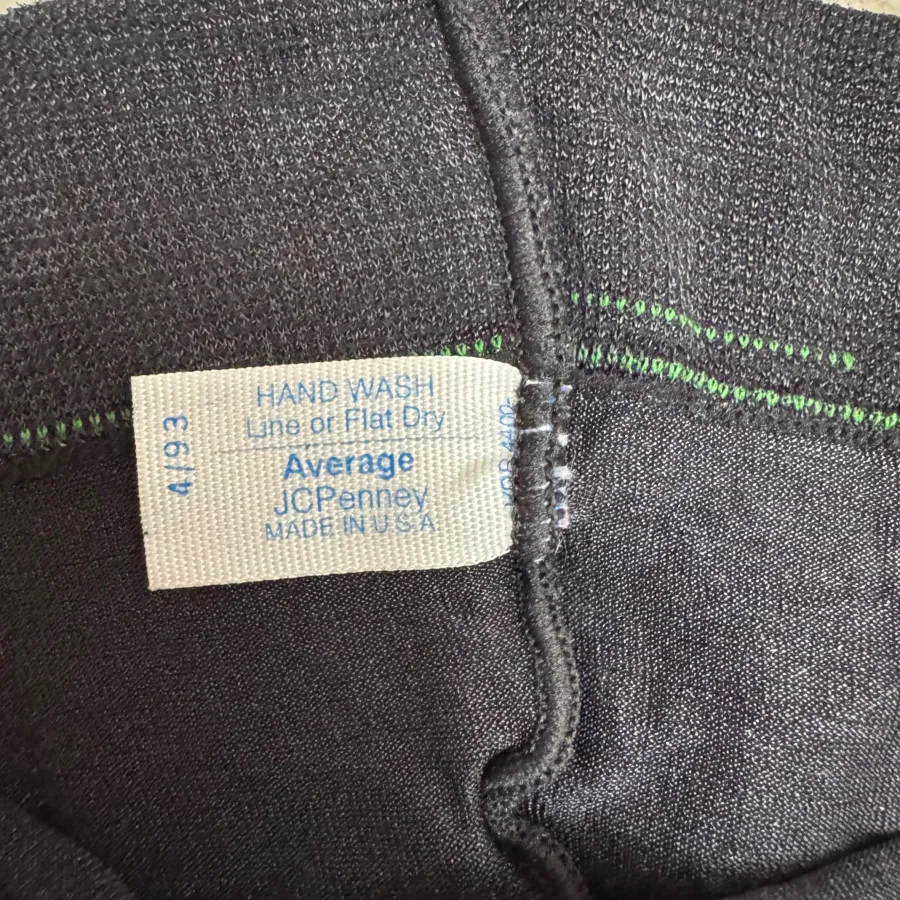 HAND WASH
Line or Flat Dry
Average
JCPenney
MADE IN U.S.A
4/93